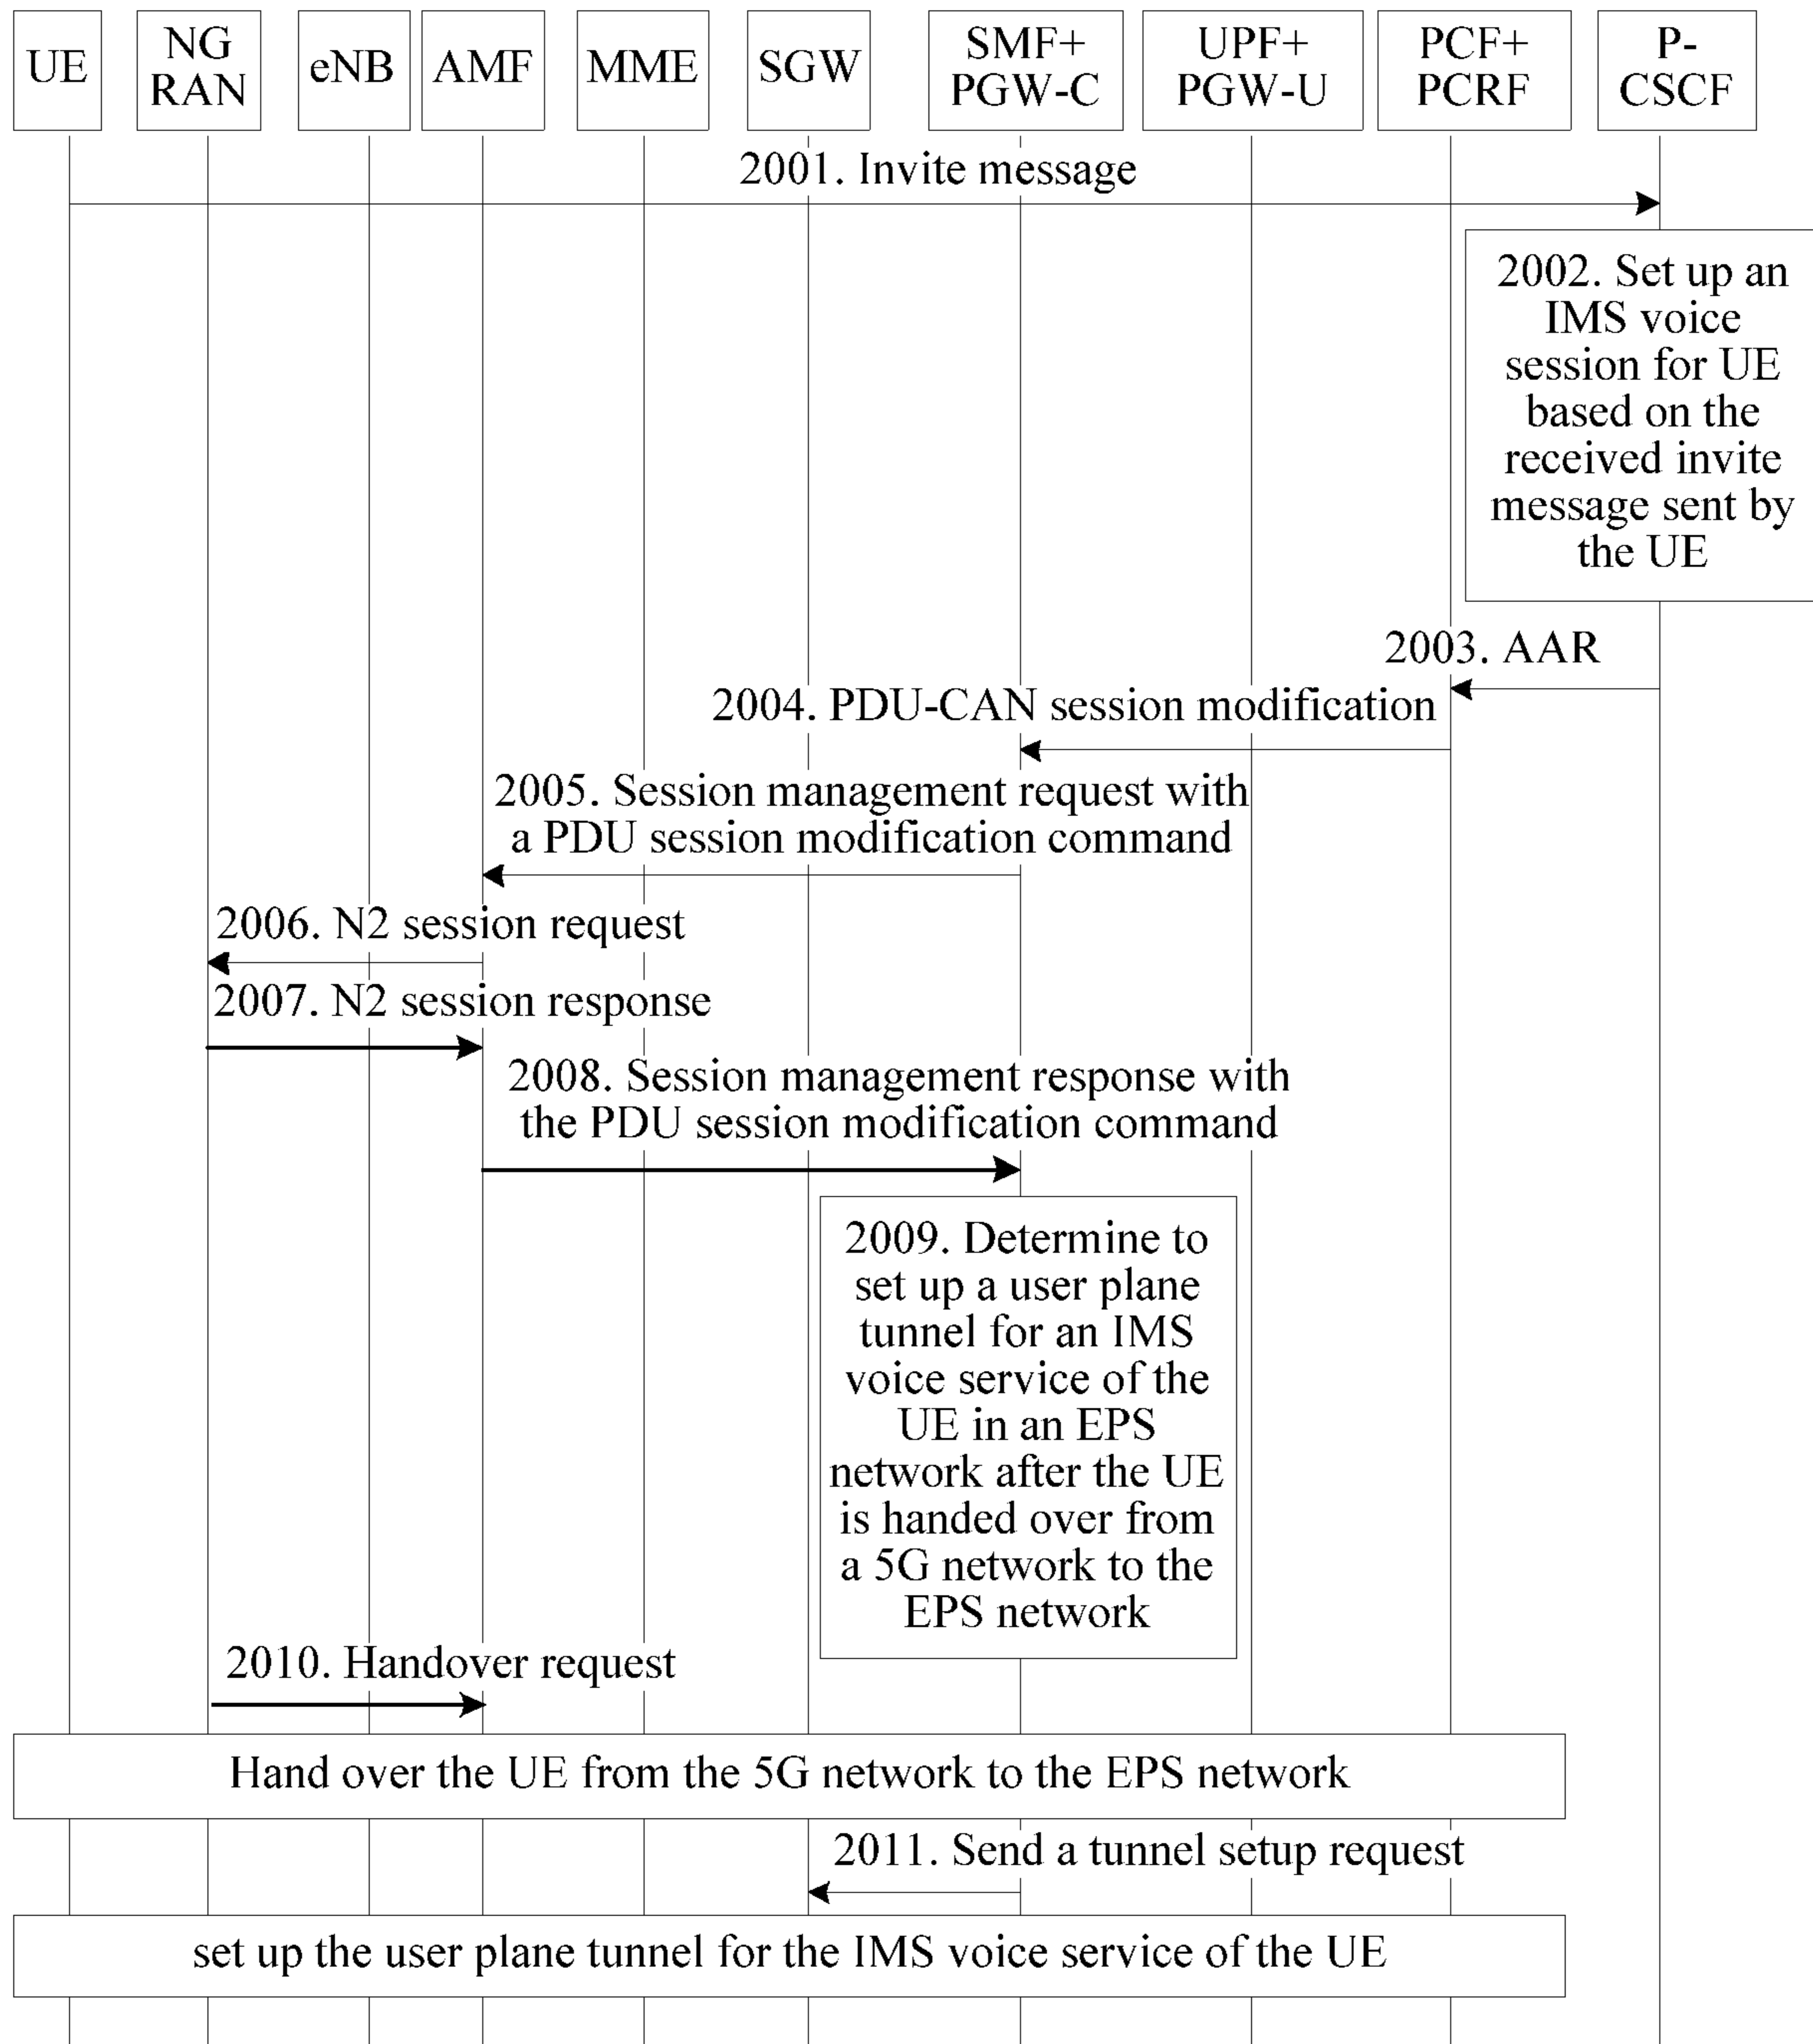 UE
NG
RAN
eNB
AMF
MME
SGW
SMF+
PGW-C
UPF+
PGW-U
PCF+
PCRF
P-
CSCF
2001. Invite message
2002. Set up an
IMS voice
session for UE
based on the
received invite
message sent by
the UE
2003. AAR
2004. PDU-CAN session modification
2005. Session management request with
a PDU session modification command
2006. N2 session request
2007. N2 session response
2008. Session management response with
the PDU session modification command
2009. Determine to
set up a user plane
tunnel for an IMS
voice service of the
UE in an EPS
network after the UE
is handed over from
a 5G network to the
EPS network
2010. Handover request
Hand over the UE from the 5G network to the EPS network
2011. Send a tunnel setup request
set up the user plane tunnel for the IMS voice service of the UE